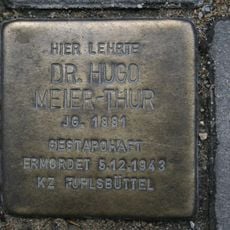 HIER LEHRTE
DR. HUGO
MEIER-THUR
JG. 1881
GESTAPOHAFT
ERMORDET 5.12.1943
KZ FUHLSBÜTTEL